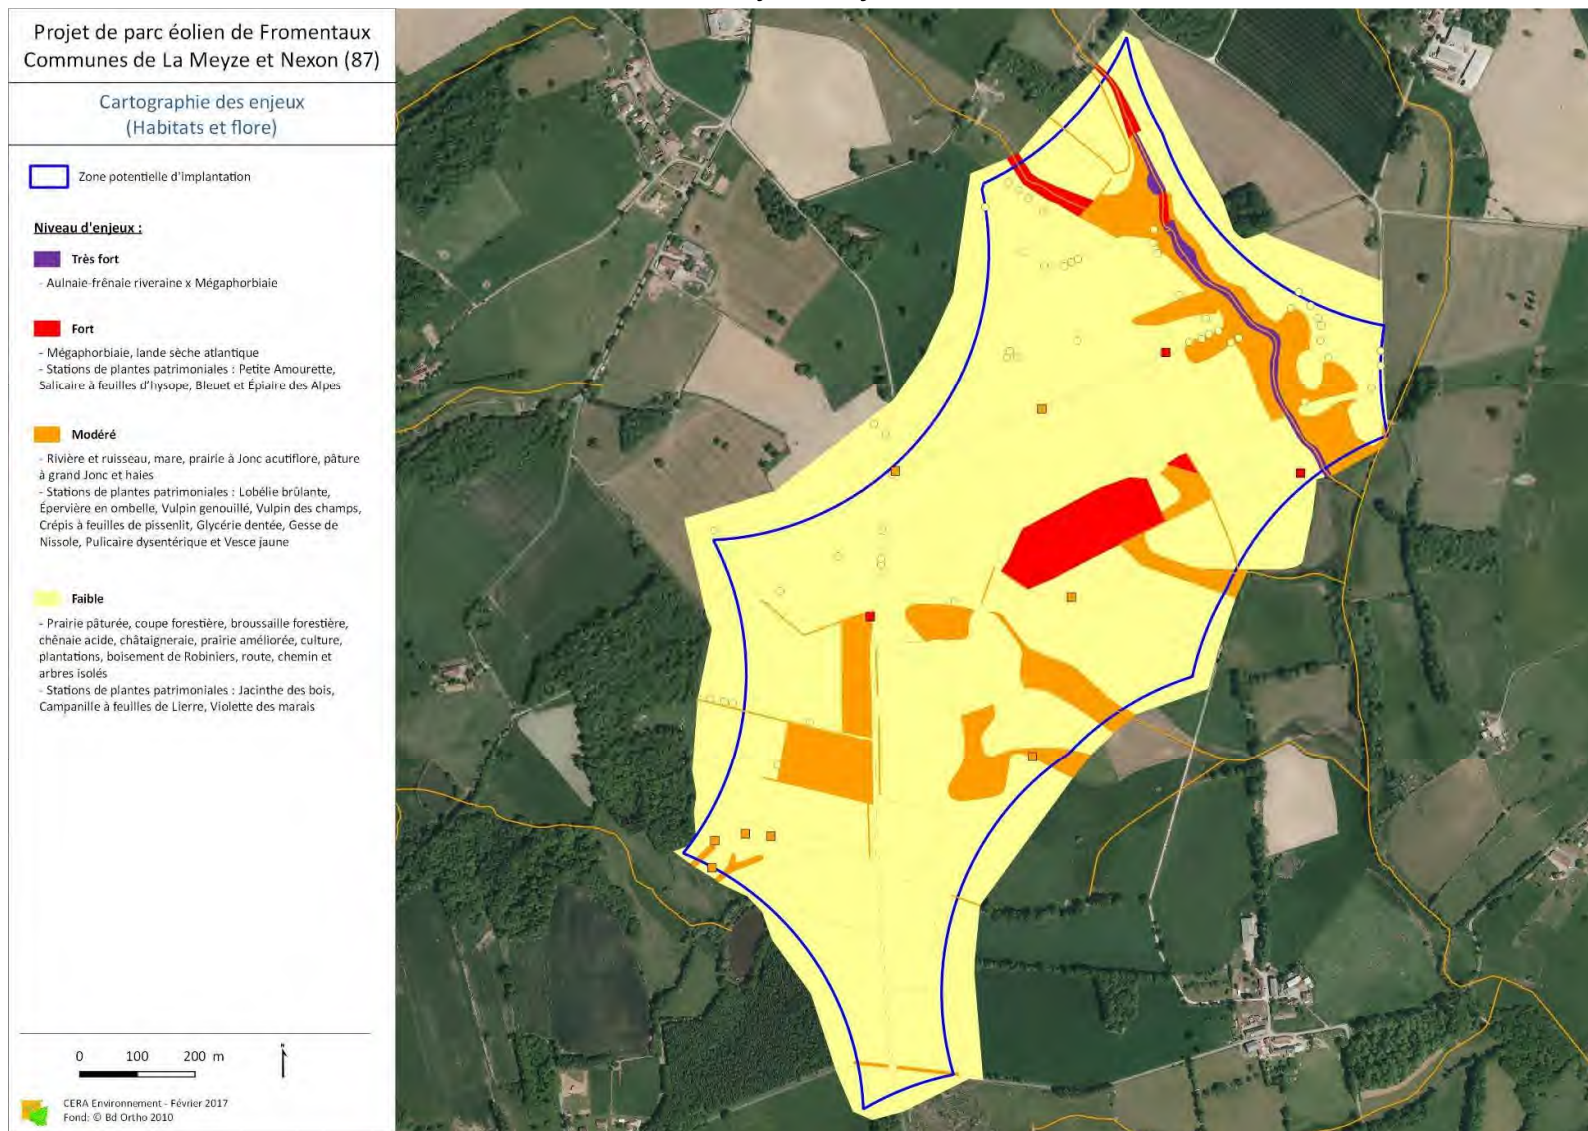 Projet de parc éolien de Fromentaux
Communes de La Meyze et Nexon (87)
Cartographie des enjeux
(Habitats et flore)
Zone potentielle d'implantation
Niveau d'enjeux :
Très fort
- Aulnaie-frênaie riveraine x Mégaphorbiaie
Fort
- Mégaphorbiaie, lande sèche atlantique
- Stations de plantes patrimoniales : Petite Amourette,
Salicaire à feuilles d'hysope, Bleuet et Épiaire des Alpes
Modéré
- Rivière et ruisseau, mare, prairie à Jonc acutiflore, pâture
à grand Jonc et haies
- Stations de plantes patrimoniales : Lobélie brûlante,
Épervière en ombelle, Vulpin genouillé, Vulpin des champs,
Crépis à feuilles de pissenlit, Glycérie dentée, Gesse de
Nissole, Pulicaire dysentérique et Vesce jaune
Faible
- Prairie pâturée, coupe forestière, broussaille forestière,
chênaie acide, châtaigneraie, prairie améliorée, culture,
plantations, boisement de Robiniers, route, chemin et
arbres isolés
- Stations de plantes patrimoniales : Jacinthe des bois,
Campanille à feuilles de Lierre, Violette des marais
0 100 200 m
N
CERA Environnement - Février 2017
Fond: © Bd Ortho 2010